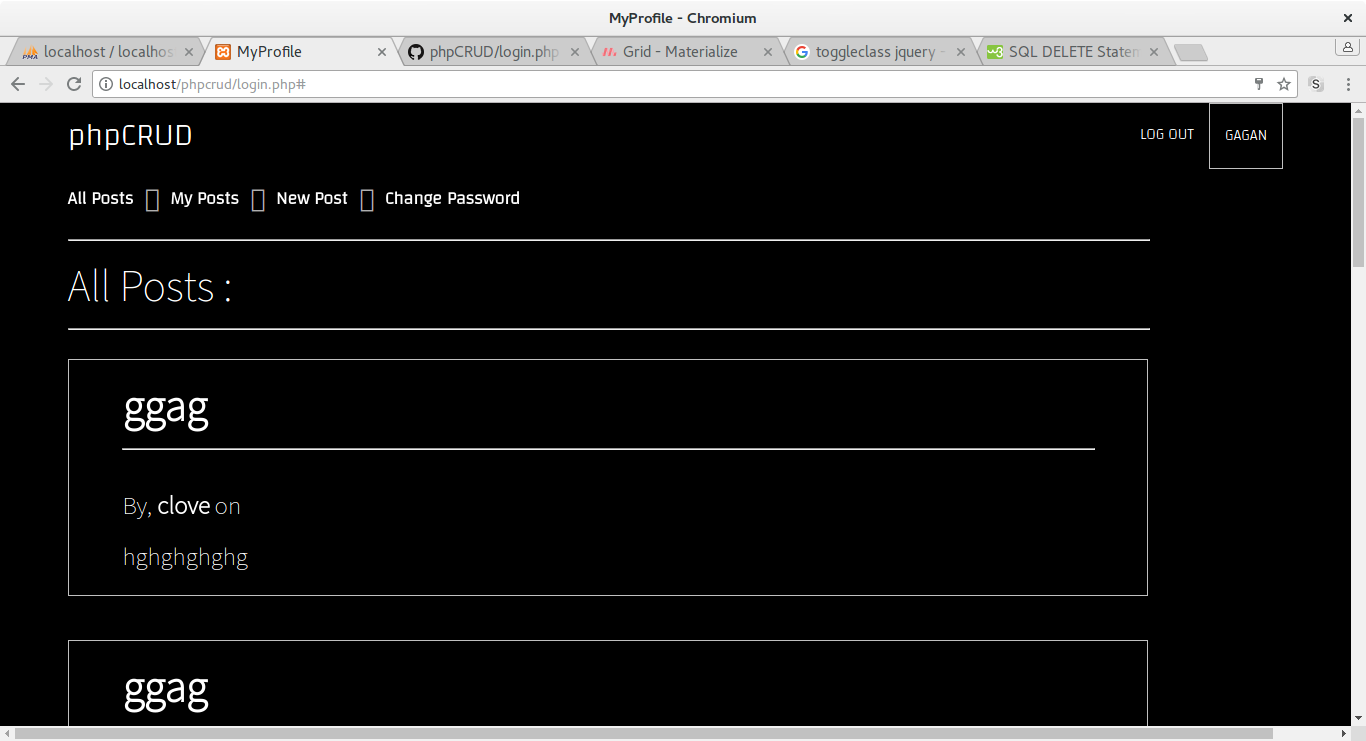 MyProfile - Chromium
localhost / localhos
MyProfile
phpCRUD/login.php
Grid - Materialize
toggleclass jquery -
SQL DELETE Statem
localhost/phpcrud/login.php#
S
phpCRUD
LOG OUT
GAGAN
All Posts My Posts New Post Change Password
All Posts :
ggag
By, clove on
hghghghghg
ggag